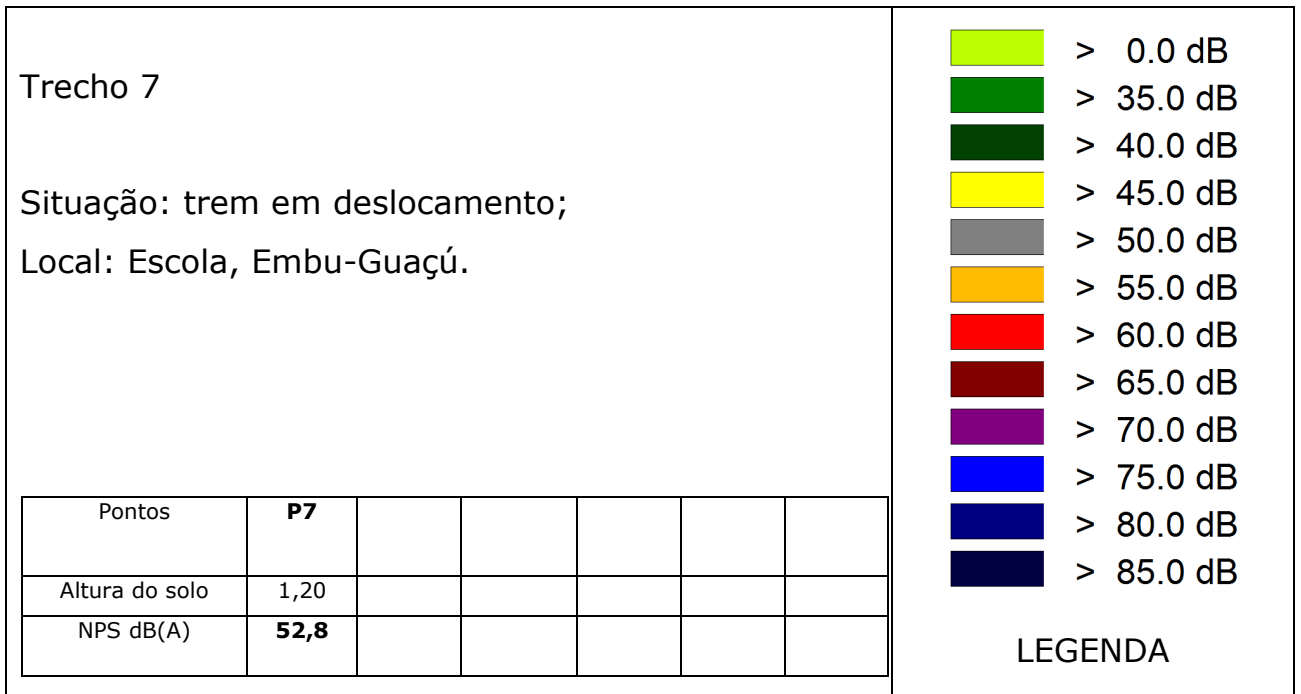 Trecho 7
Situação: trem em deslocamento;
Local: Escola, Embu-Guaçú.
Pontos P7
Altura do solo 1,20
NPS dB(A) 52,8
> 0.0 dB
> 35.0 dB
> 40.0 dB
> 45.0 dB
> 50.0 dB
> 55.0 dB
> 60.0 dB
> 65.0 dB
> 70.0 dB
> 75.0 dB
> 80.0 dB
> 85.0 dB
LEGENDA